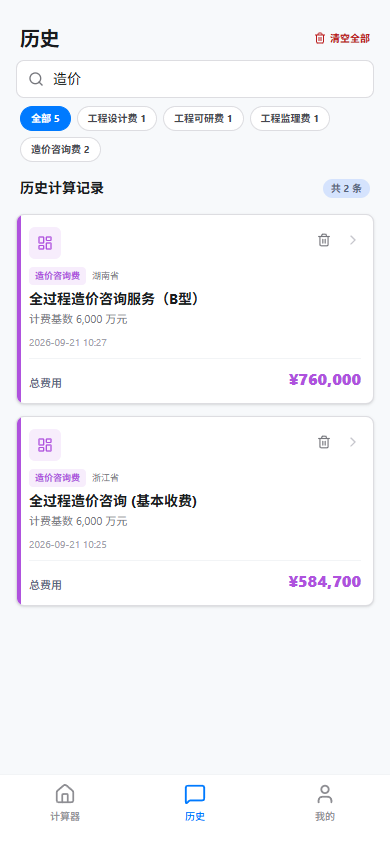 历史
清空全部
造价
全部 5
工程设计费 1
工程可研费 1
工程监理费 1
造价咨询费 2
历史计算记录
共 2 条
造价咨询费 湖南省
全过程造价咨询服务（B型）
计费基数 6,000 万元
2026-09-21 10:27
总费用
¥760,000
造价咨询费 浙江省
全过程造价咨询 (基本收费)
计费基数 6,000 万元
2026-09-21 10:25
总费用
¥584,700
计算器
历史
我的